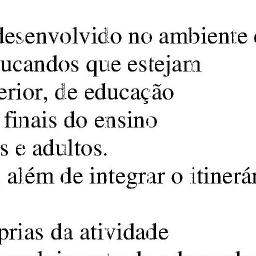 desenvolvido no ambiente
ucandos que estejam
erior, de educação
finais do ensino
s e adultos.
além de integrar o itinerár
prias da atividade